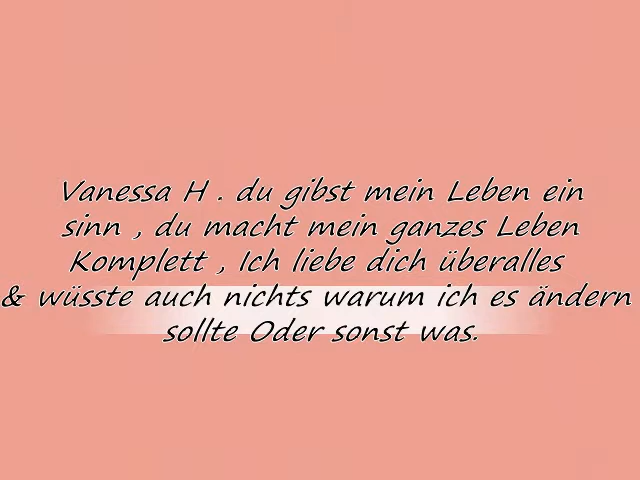 Vanessa H . du gibst mein Leben ein
sinn , du macht mein ganzes Leben
Komplett , Ich liebe dich überalles
& wüsste auch nichts warum ich es ändern
sollte Oder sonst was.